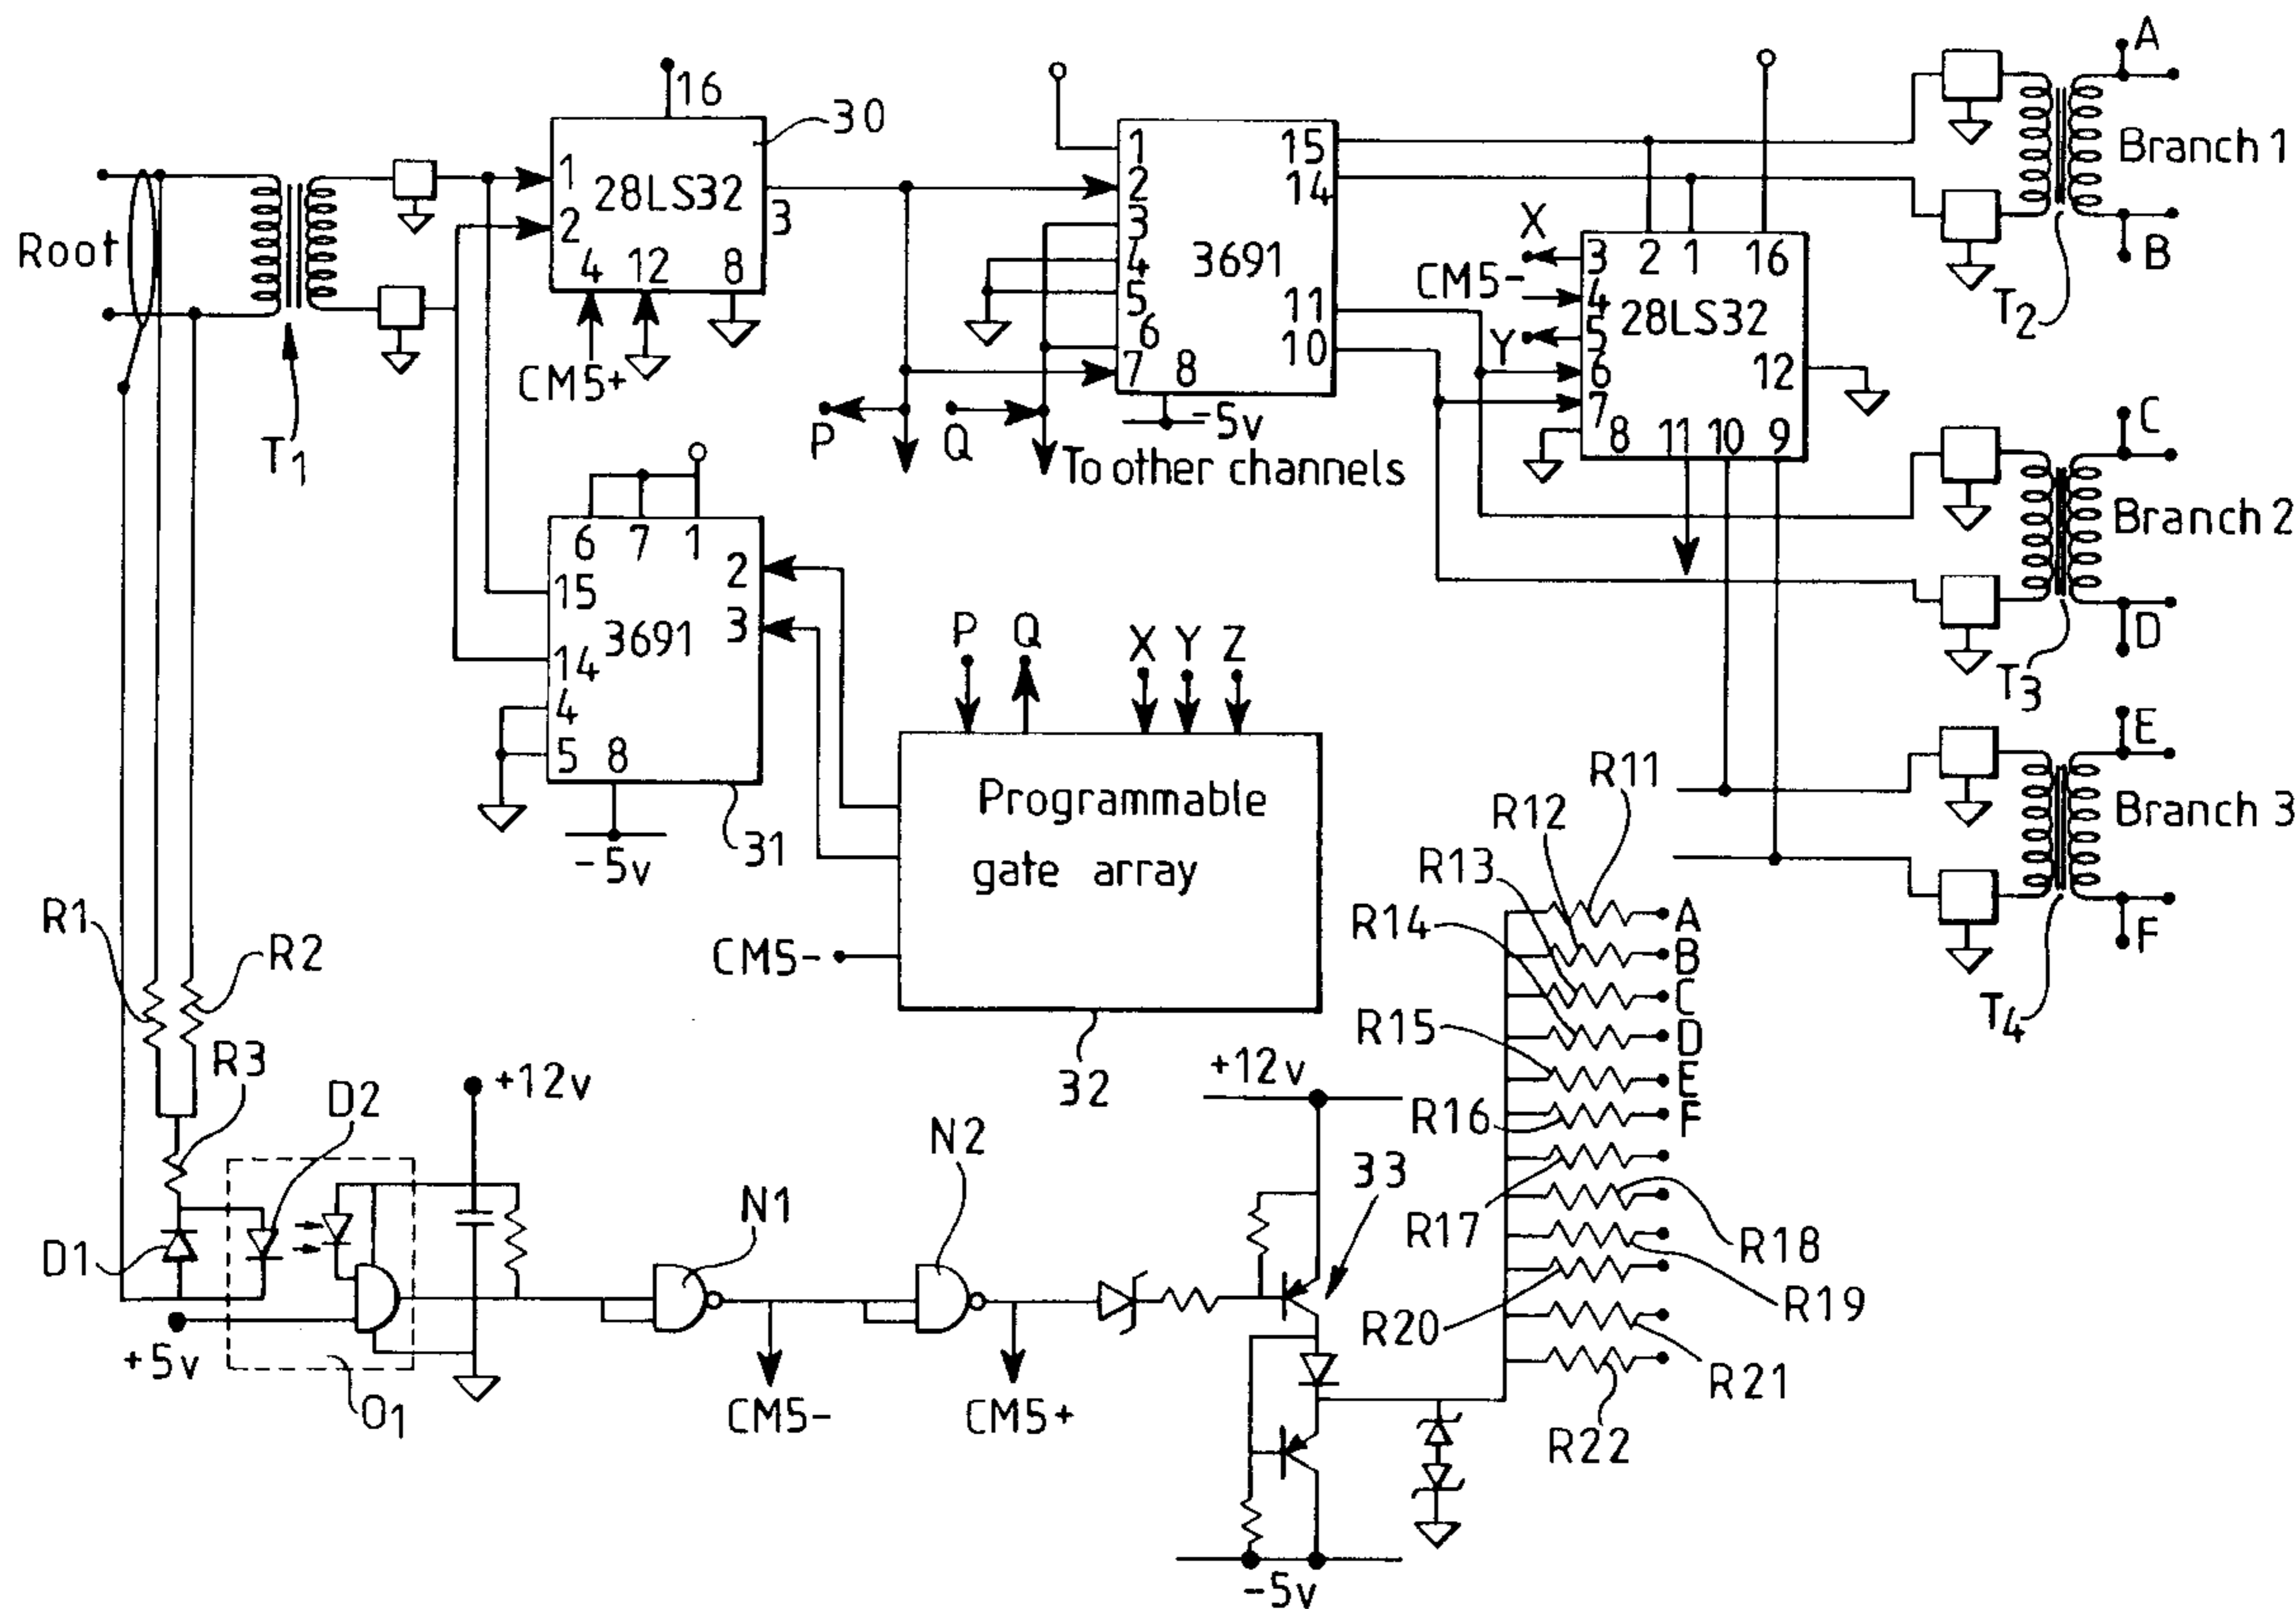 A
16
30
1
28LS32
2
3
4 12 8
CM5+
Root
T1
1
2
3
4
5
6
7
8
15
14
3691
11
10
-5v
P
Q
To other channels
X
CM5-
Y
3 2 1 16
4
28LS32
5
6
7
12
8 11 10 9
Branch 1
B
T2
C
Branch 2
D
T3
E
Branch 3
F
T4
6 7 1
2
15
3
3691
14
4
5
8
-5v
31
P Q X Y Z
Programmable
gate array
CM5-
32
R11
R12
R13
R14
R15
R16
R17
R18
R19
R20
R21
R22
A
B
C
D
E
F
R1
R2
R3
D2
D1
+12v
+5v
O1
N1
CM5-
N2
CM5+
+12v
33
-5v